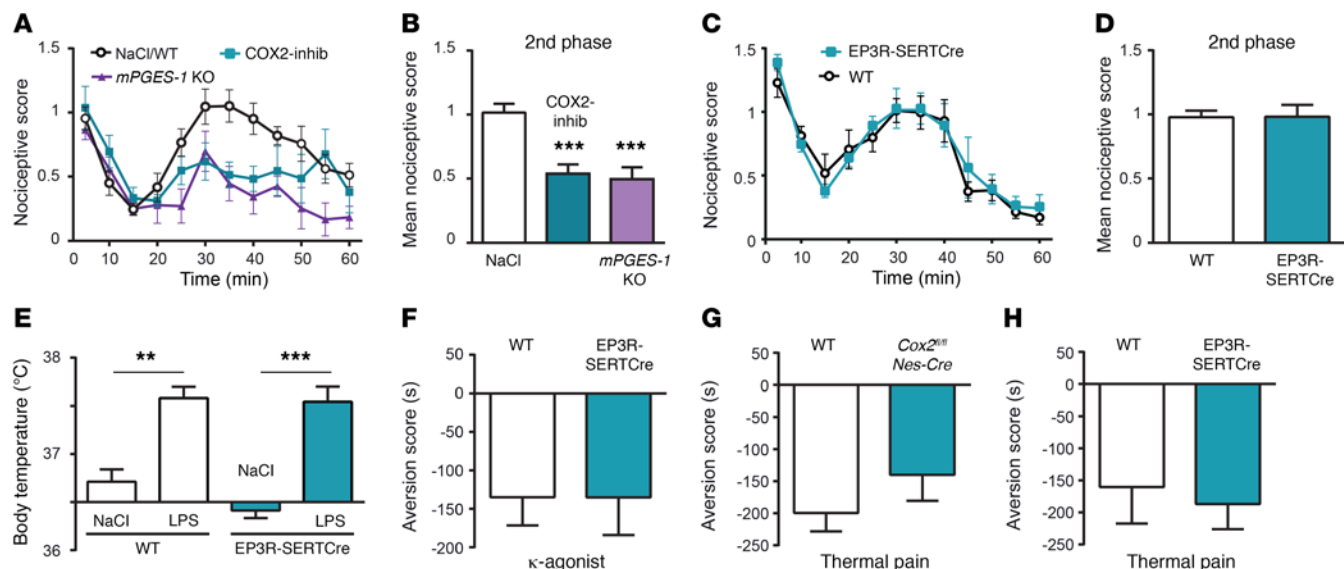 A
NaCl/WT
COX2-inhib
mPGES-1 KO
Nociceptive score
1.5
1
0.5
0
0 10 20 30 40 50 60
Time (min)
B
2nd phase
Mean nociceptive score
1.5
1
0.5
0
COX2-
inhib
*** ***
NaCl
mPGES-1
KO
C
EP3R-SERTCre
WT
Nociceptive score
1.5
1
0.5
0
0 10 20 30 40 50 60
Time (min)
D
2nd phase
Mean nociceptive score
1.5
1
0.5
0
WT EP3R-
SERTCre
E
Body temperature (°C)
38
37
36
** ***
NaCl
NaCl LPS LPS
WT EP3R-SERTCre
F
WT EP3R-
SERTCre
Aversion score (s)
50
0
-50
-100
-150
-200
κ-agonist
G
WT Cox2fl/fl
Nes-Cre
Aversion score (s)
50
0
-50
-100
-150
-200
-250
Thermal pain
H
WT EP3R-
SERTCre
Aversion score (s)
50
0
-50
-100
-150
-200
-250
Thermal pain